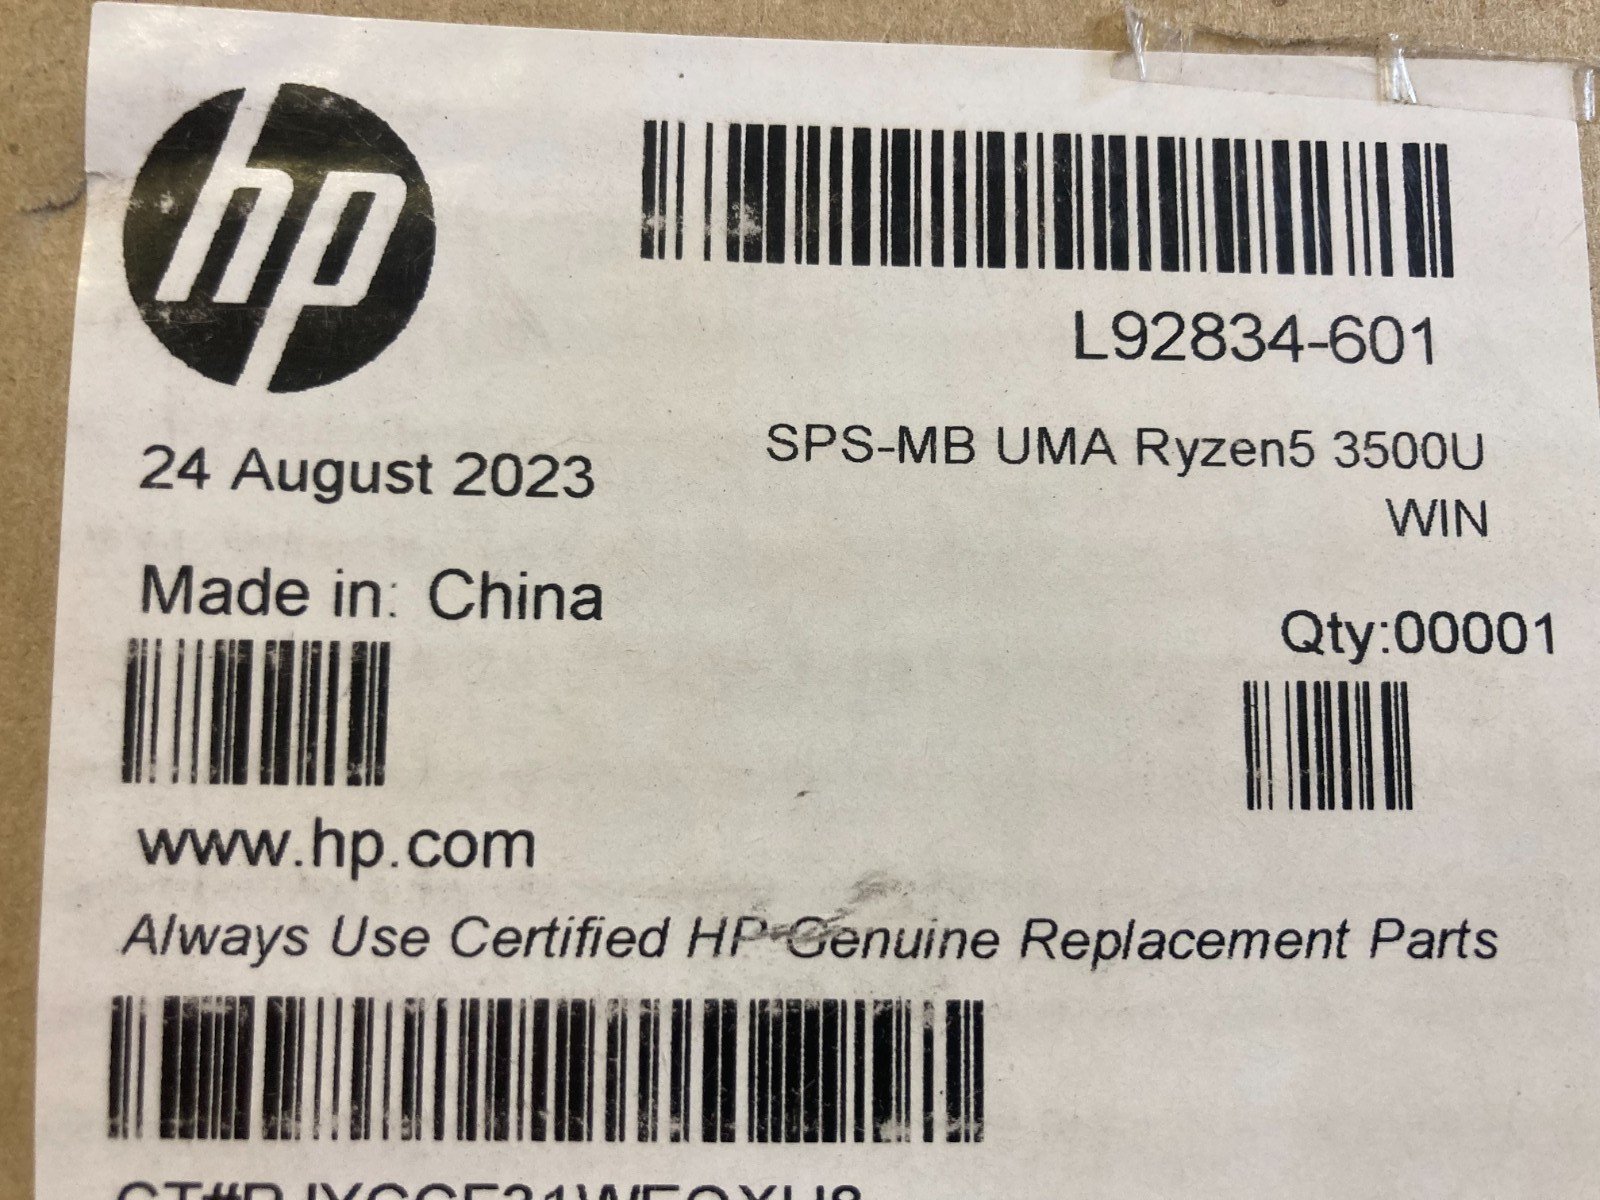 hp
L92834-601
SPS-MB UMA Ryzen5 3500U
WIN
24 August 2023
Made in: China
Qty:00001
www.hp.com
Always Use Certified HP Genuine Replacement Parts